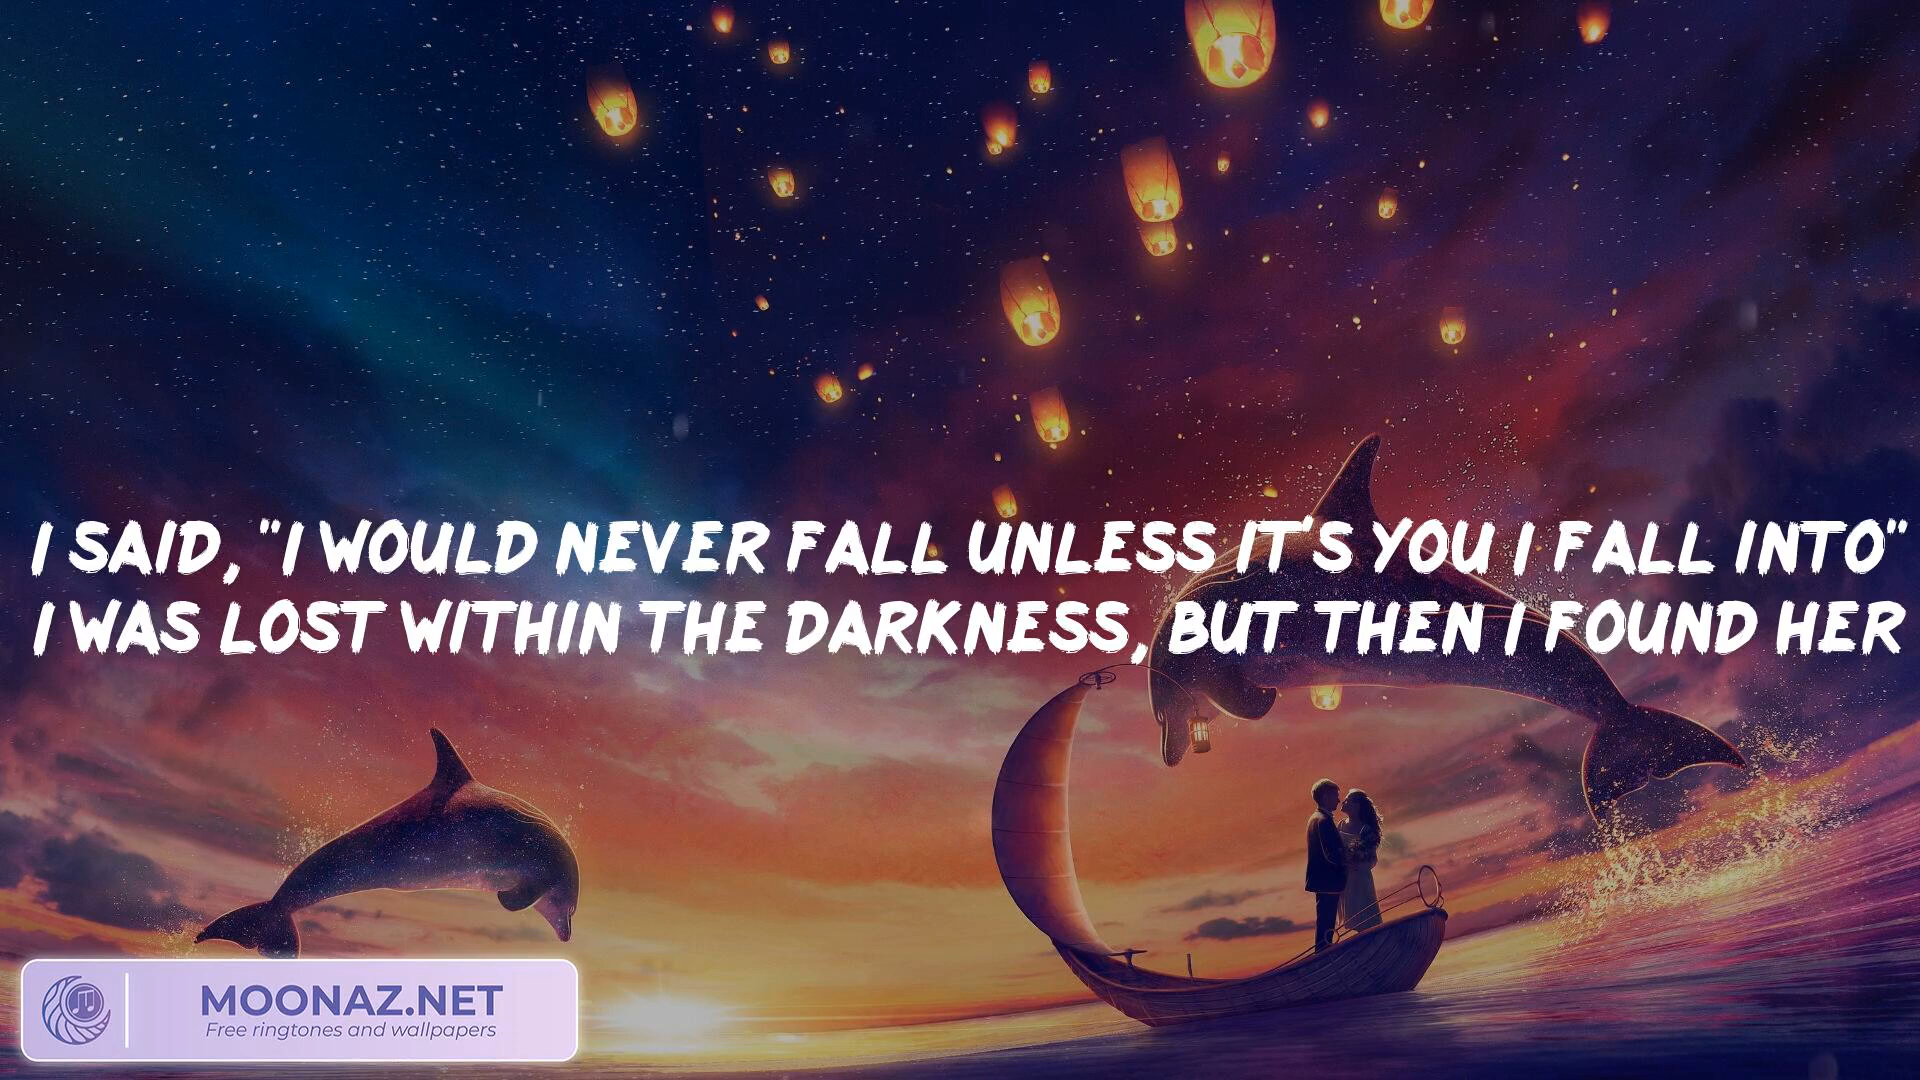 I SAID, "I WOULD NEVER FALL UNLESS IT'S YOU I FALL INTO"
I WAS LOST WITHIN THE DARKNESS, BUT THEN I FOUND HER
MOONAZ.NET
Free ringtones and wallpapers